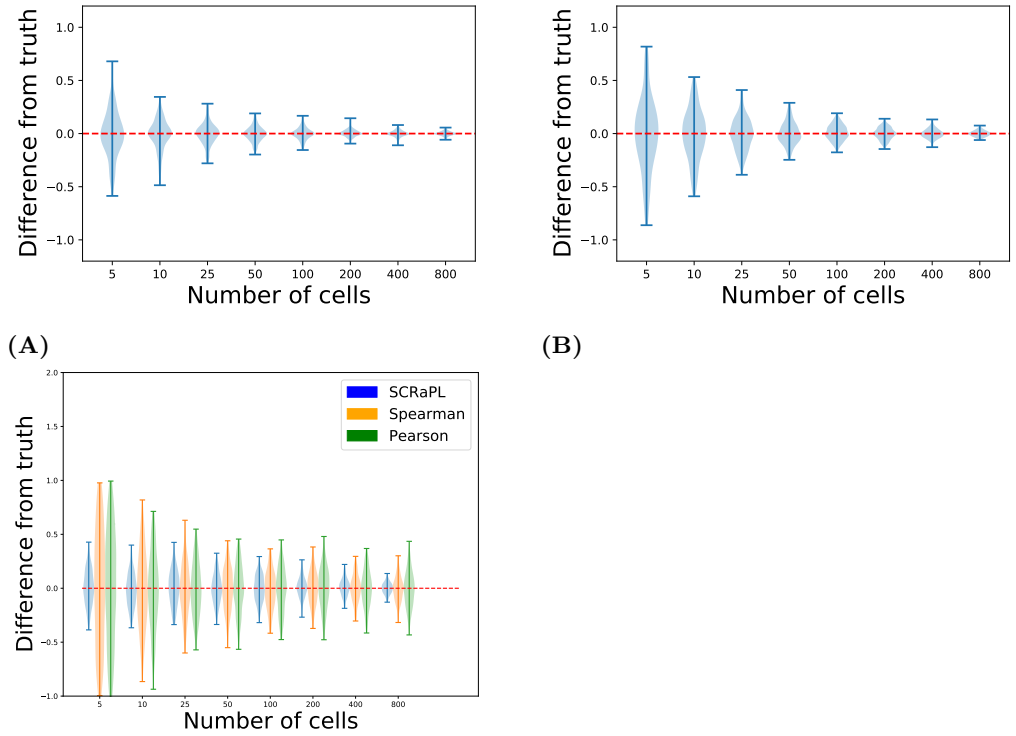 Difference from truth
1.0
0.5
0.0
−0.5
−1.0
5 10 25 50 100 200 400 800
Number of cells
Difference from truth
1.0
0.5
0.0
−0.5
−1.0
5 10 25 50 100 200 400 800
Number of cells
(A)
(B)
Difference from truth
2.0
1.5
1.0
0.5
0.0
−0.5
−1.0
SCRaPL
Spearman
Pearson
5 10 25 50 100 200 400 800
Number of cells